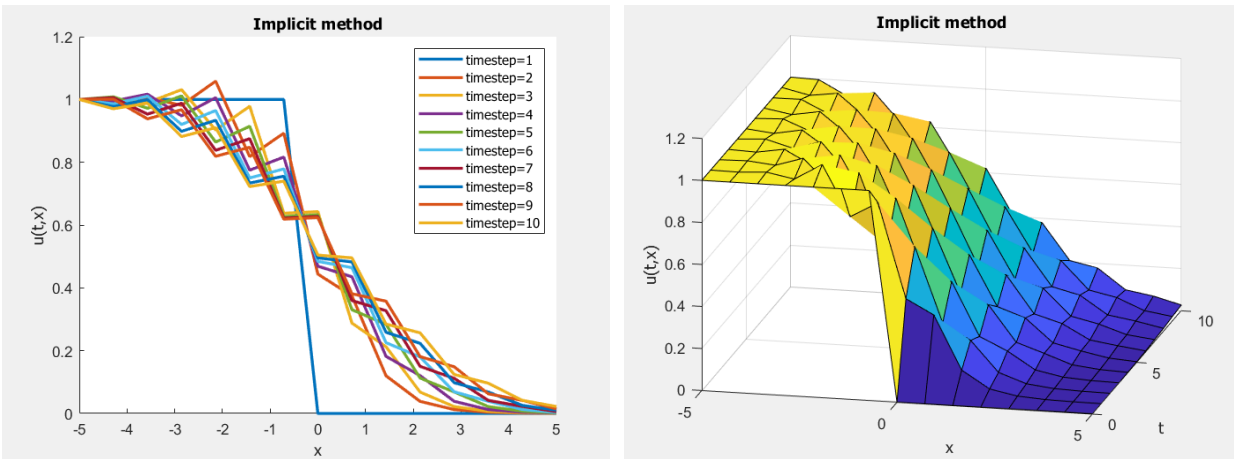 Implicit method
1.2
1
0.8
0.6
0.4
0.2
0
u(t,x)
-5 -4 -3 -2 -1 0 1 2 3 4 5
x
timestep=1
timestep=2
timestep=3
timestep=4
timestep=5
timestep=6
timestep=7
timestep=8
timestep=9
timestep=10
Implicit method
1.2
1
0.8
0.6
0.4
0.2
0
u(t,x)
-5 0 5
x
0 5 10
t